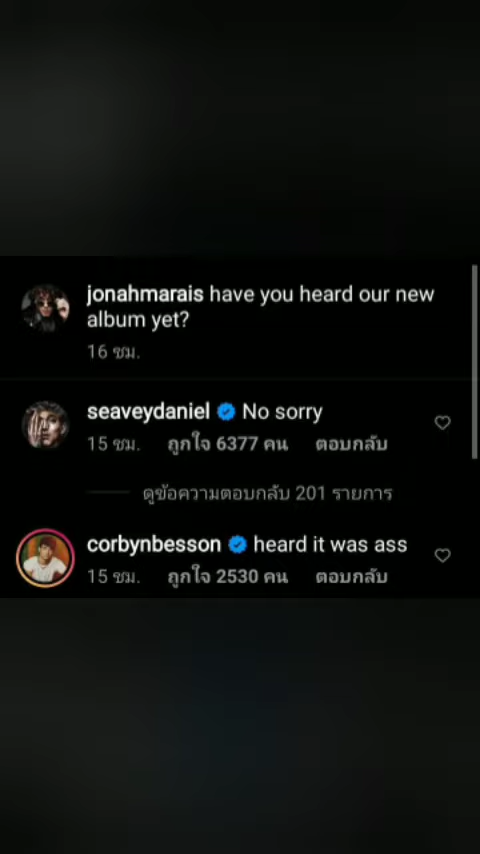 jonahmarais have you heard our new
album yet?
16 ชม.
seaveydaniel No sorry
15 ชม. ถูกใจ 6377 คน ตอบกลับ
ดูข้อความตอบกลับ 201 รายการ
corbynbesson heard it was ass
15 ชม. ถูกใจ 2530 คน ตอบกลับ